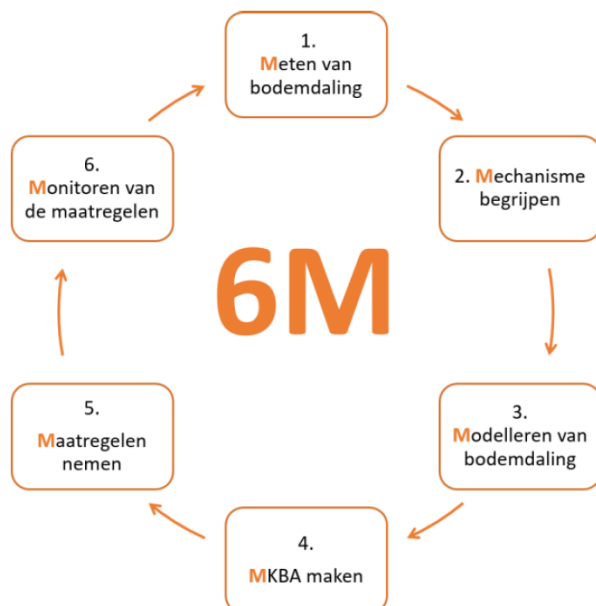 1.
Meten van
bodemdaling
2. Mechanisme
begrijpen
3.
Modelleren van
bodemdaling
4.
MKBA maken
5.
Maatregelen
nemen
6.
Monitoren van
de maatregelen
6M